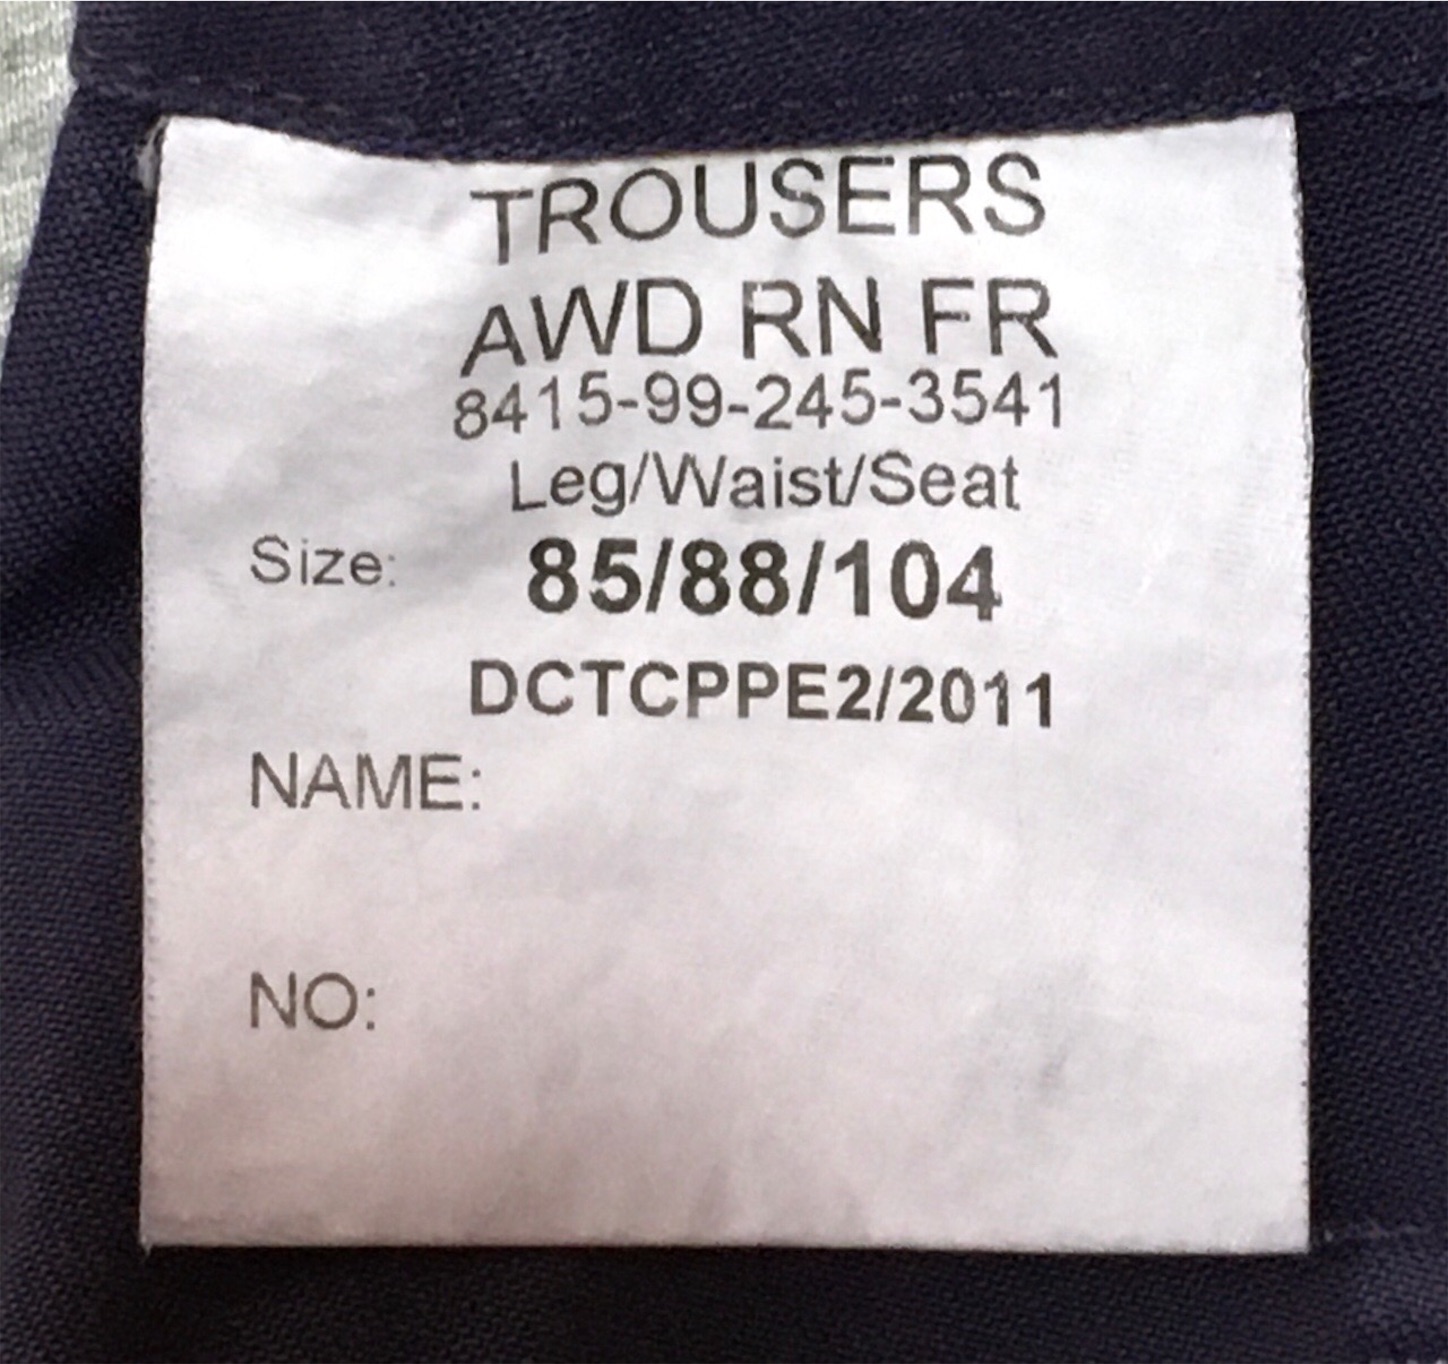 TROUSERS
AWD RN FR
8415-99-245-3541
Leg/Waist/Seat
Size: 85/88/104
DCTCPPE2/2011
NAME:
NO: